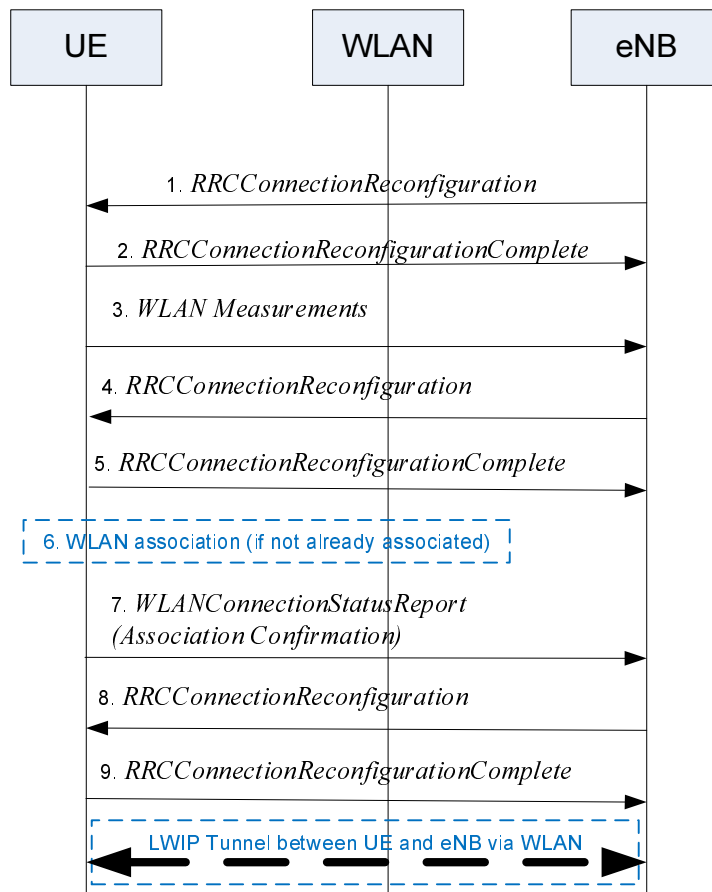 UE
WLAN
eNB
1. RRCConnectionReconfiguration
2. RRCConnectionReconfigurationComplete
3. WLAN Measurements
4. RRCConnectionReconfiguration
5. RRCConnectionReconfigurationComplete
6. WLAN association (if not already associated)
7. WLANConnectionStatusReport
(Association Confirmation)
8. RRCConnectionReconfiguration
9. RRCConnectionReconfigurationComplete
LWIP Tunnel between UE and eNB via WLAN